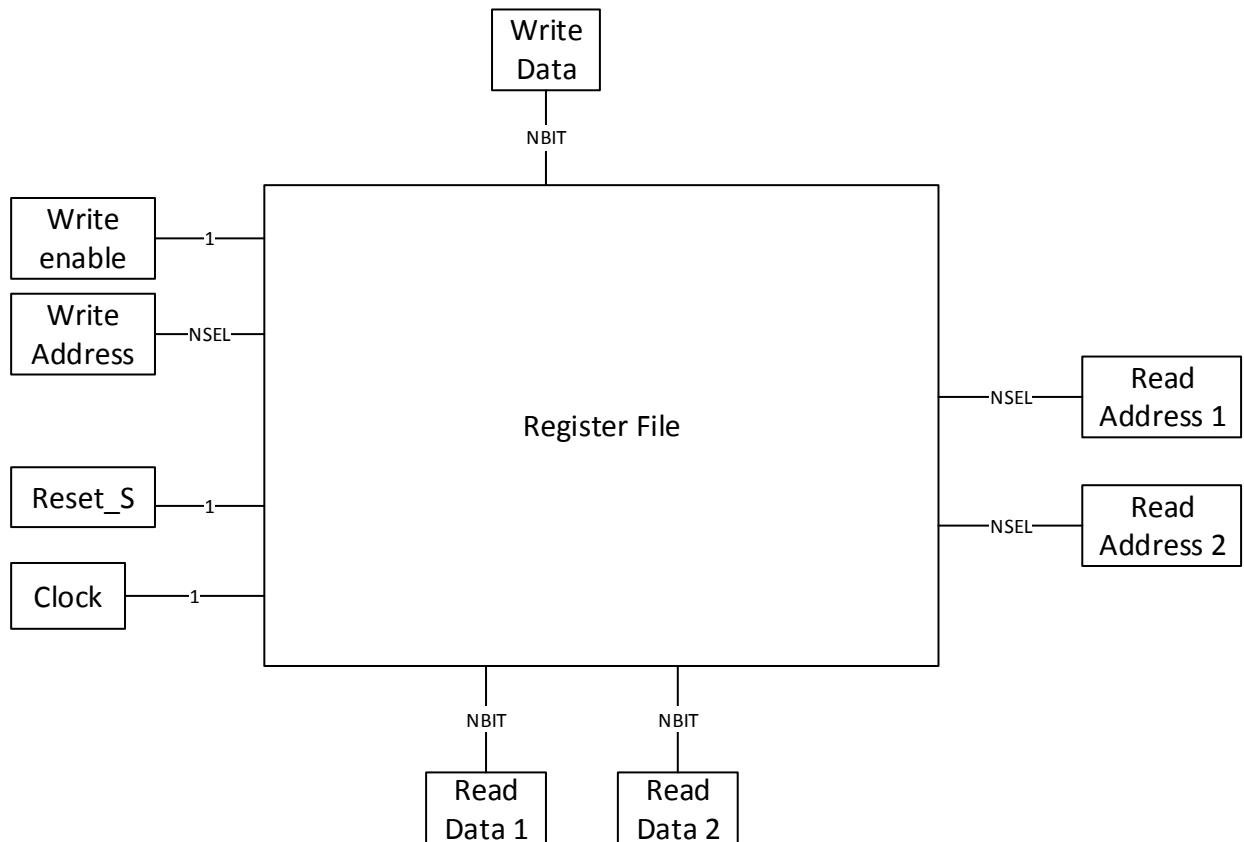 Write
Data
NBIT
Write
enable
1
Write
Address
NSEL
Register File
Read
Address 1
NSEL
Reset_S
1
Read
Address 2
NSEL
Clock
1
NBIT
NBIT
Read
Data 1
Read
Data 2